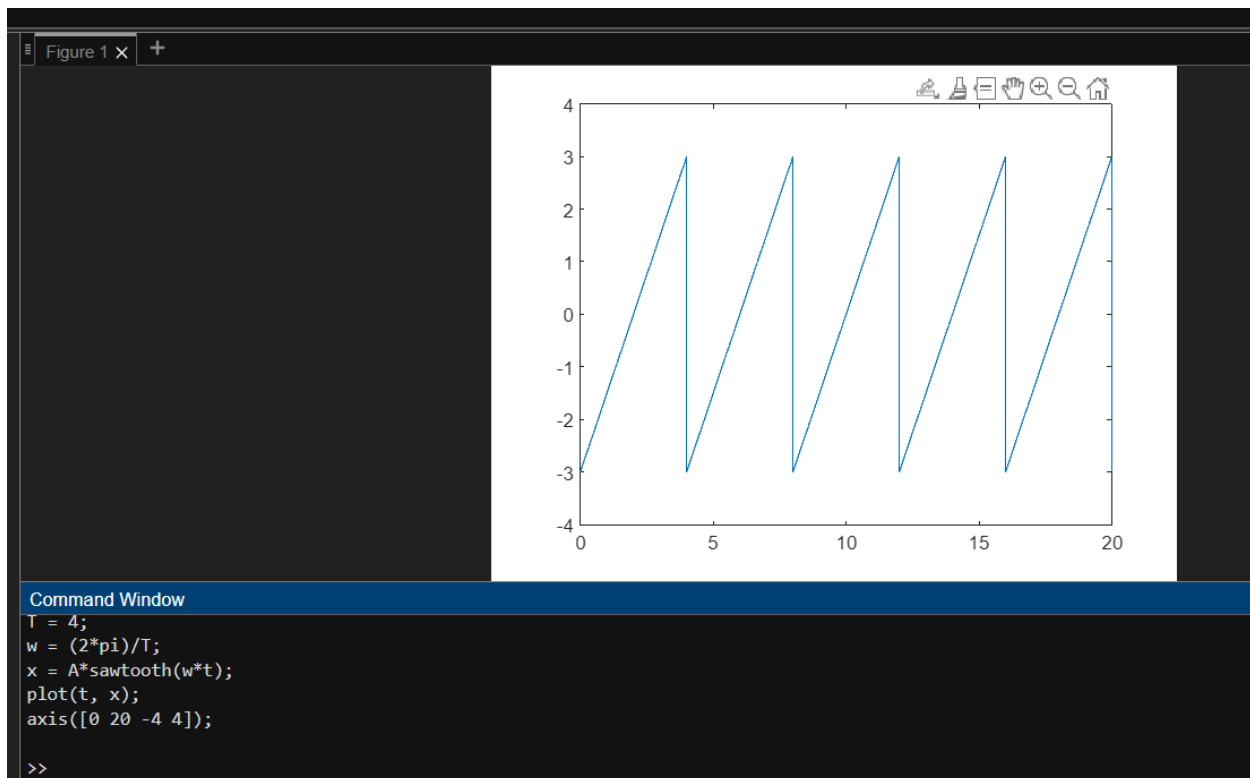 Figure 1 × +
4
3
2
1
0
-1
-2
-3
-4
0 5 10 15 20
Command Window
T = 4;
w = (2*pi)/T;
x = A*sawtooth(w*t);
plot(t, x);
axis([0 20 -4 4]);
>>